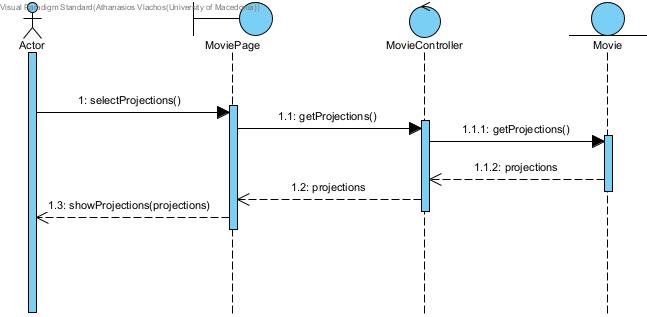 Visual Paradigm Standard(Athanasios Vlachos(University of Macedonia))
Actor
MoviePage
MovieController
Movie
1: selectProjections()
1.1: getProjections()
1.1.1: getProjections()
1.1.2: projections
1.2: projections
1.3: showProjections(projections)